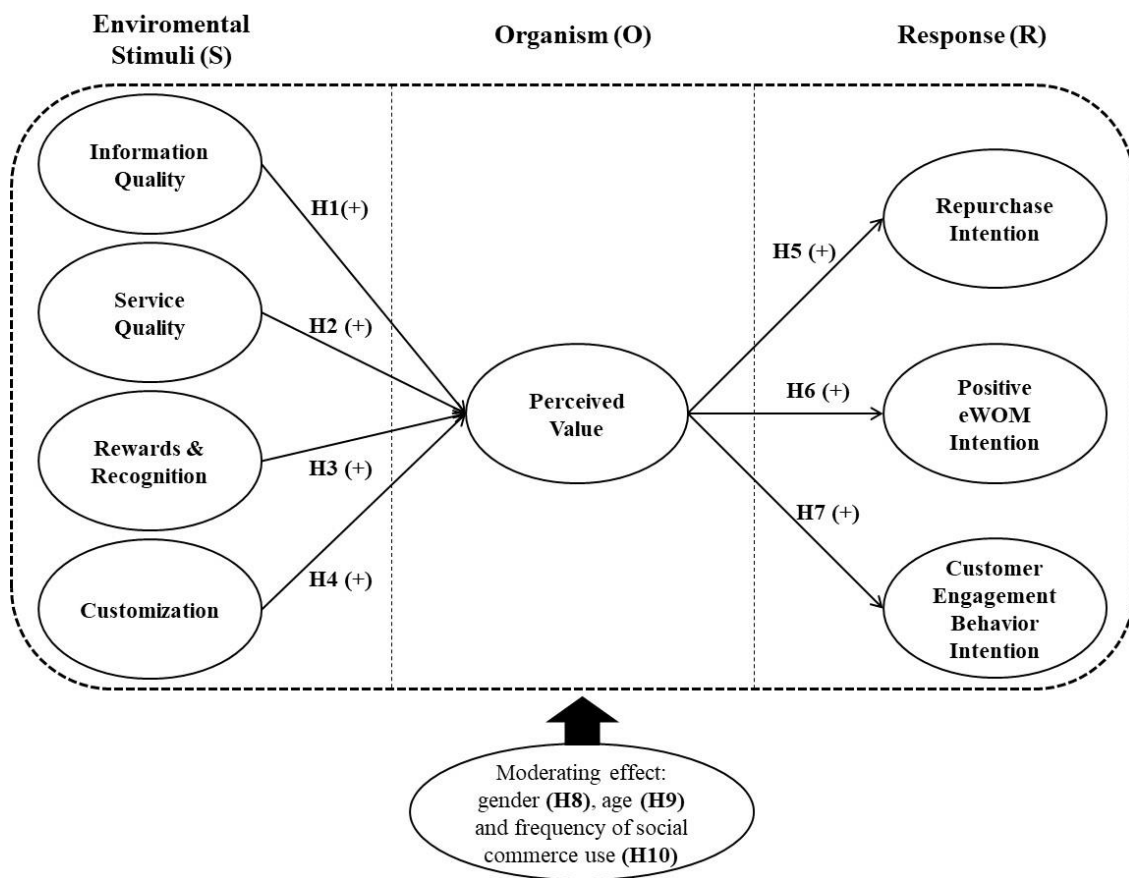 Enviromental
Stimuli (S)
Organism (O)
Response (R)
Information
Quality
H1(+)
Service
Quality
H2 (+)
Rewards &
Recognition
H3 (+)
Customization
H4 (+)
Perceived
Value
H5 (+)
Repurchase
Intention
H6 (+)
Positive
eWOM
Intention
H7 (+)
Customer
Engagement
Behavior
Intention
Moderating effect:
gender (H8), age (H9)
and frequency of social
commerce use (H10)